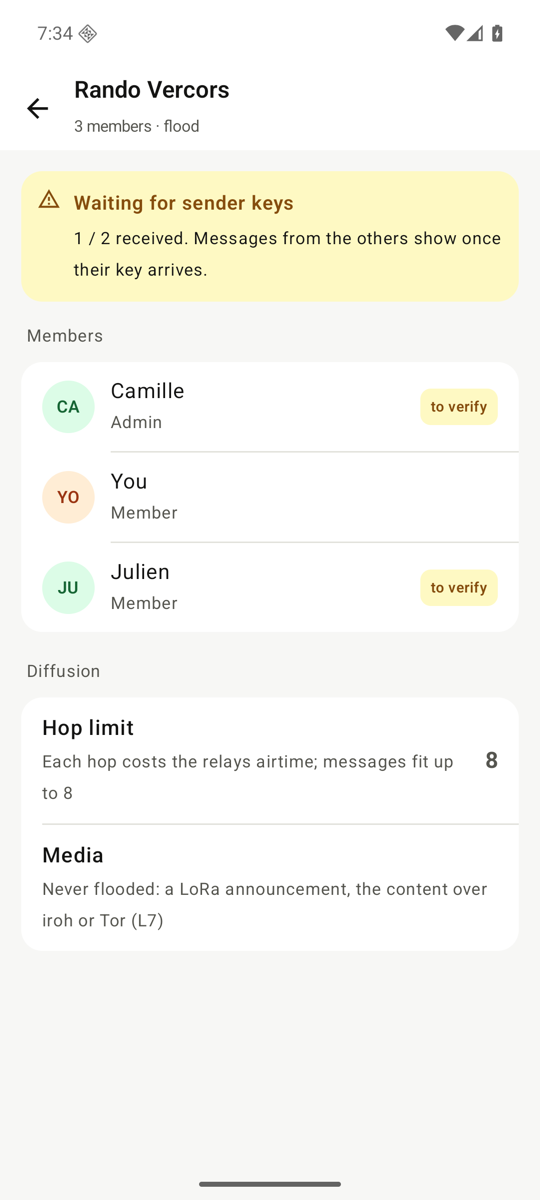 7:34
Rando Vercors
3 members · flood
Waiting for sender keys
1 / 2 received. Messages from the others show once
their key arrives.
Members
CA
Camille
Admin
to verify
YO
You
Member
JU
Julien
Member
to verify
Diffusion
Hop limit
Each hop costs the relays airtime; messages fit up
to 8
8
Media
Never flooded: a LoRa announcement, the content over
iroh or Tor (L7)